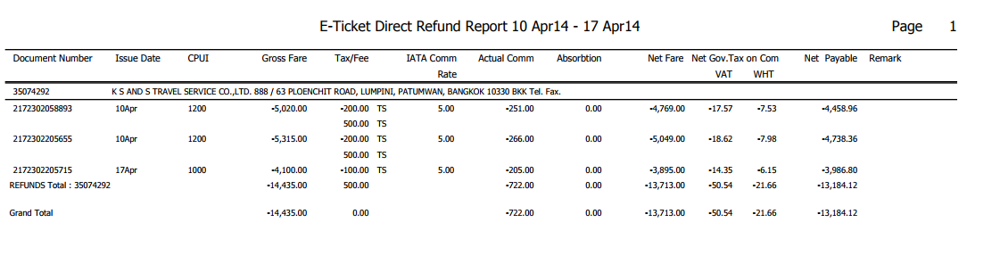 E-Ticket Direct Refund Report 10 Apr14 - 17 Apr14 Page 1
Document Number Issue Date CPUI Gross Fare Tax/Fee IATA Comm Actual Comm Absorbtion Net Fare Net Gov.Tax on Com Net Payable Remark
Rate VAT WHT
35074292 K S AND S TRAVEL SERVICE CO.,LTD. 888 / 63 PLOENCHIT ROAD, LUMPINI, PATUMWAN, BANGKOK 10330 BKK Tel. Fax.
2172302058893 10Apr 1200 -5,020.00 -200.00 TS 5.00 -251.00 0.00 -4,769.00 -17.57 -7.53 -4,458.96
500.00 TS
2172302205655 10Apr 1200 -5,315.00 -200.00 TS 5.00 -266.00 0.00 -5,049.00 -18.62 -7.98 -4,738.36
500.00 TS
2172302205715 17Apr 1000 -4,100.00 -100.00 TS 5.00 -205.00 0.00 -3,895.00 -14.35 -6.15 -3,986.80
REFUNDS Total : 35074292 -14,435.00 500.00 -722.00 0.00 -13,713.00 -50.54 -21.66 -13,184.12
Grand Total -14,435.00 0.00 -722.00 0.00 -13,713.00 -50.54 -21.66 -13,184.12